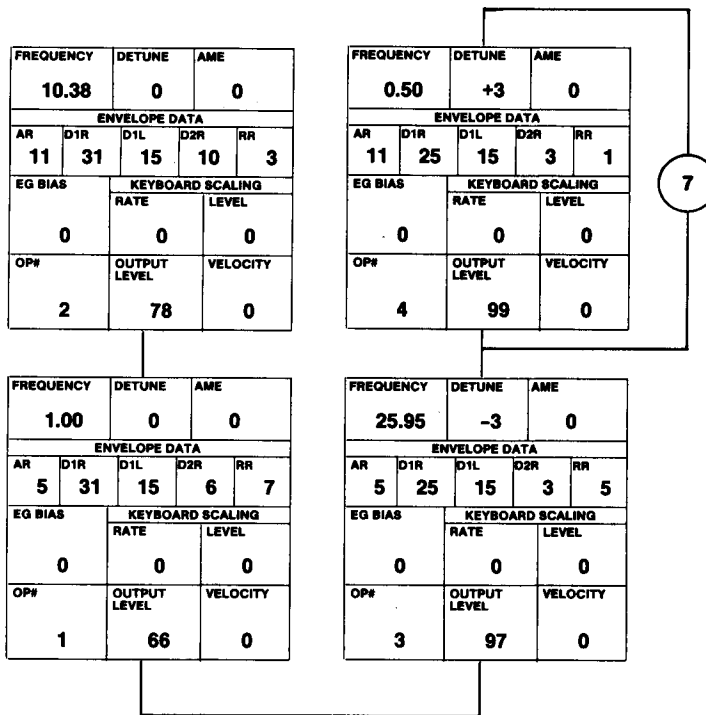 FREQUENCY DETUNE AME
10.38 0 0
ENVELOPE DATA
AR D1R D1L D2R RR
11 31 15 10 3
EG BIAS KEYBOARD SCALING
RATE LEVEL
0 0 0
OP# OUTPUT LEVEL VELOCITY
2 78 0
FREQUENCY DETUNE AME
0.50 +3 0
ENVELOPE DATA
AR D1R D1L D2R RR
11 25 15 3 1
EG BIAS KEYBOARD SCALING
RATE LEVEL
0 0 0
OP# OUTPUT LEVEL VELOCITY
4 99 0
7
FREQUENCY DETUNE AME
1.00 0 0
ENVELOPE DATA
AR D1R D1L D2R RR
5 31 15 6 7
EG BIAS KEYBOARD SCALING
RATE LEVEL
0 0 0
OP# OUTPUT LEVEL VELOCITY
1 66 0
FREQUENCY DETUNE AME
25.95 −3 0
ENVELOPE DATA
AR D1R D1L D2R RR
5 25 15 3 5
EG BIAS KEYBOARD SCALING
RATE LEVEL
0 0 0
OP# OUTPUT LEVEL VELOCITY
3 97 0